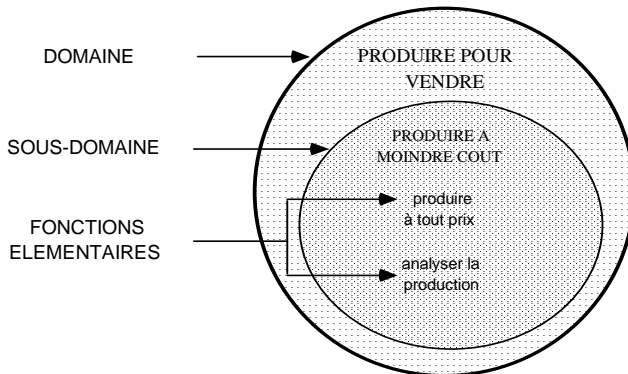 DOMAINE
PRODUIRE POUR
VENDRE
SOUS-DOMAINE
PRODUIRE A
MOINDRE COUT
FONCTIONS
ELEMENTAIRES
produire
à tout prix
analyser la
production